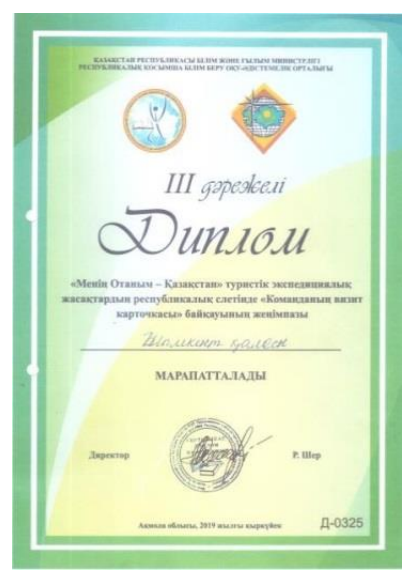 ҚАЗАҚСТАН РЕСПУБЛИКАСЫ БІЛІМ ЖӘНЕ ҒЫЛЫМ МИНИСТРЛІГІ
РЕСПУБЛИКАЛЫҚ ҚОСЫМША БІЛІМ БЕРУ ОҚУ-ӘДІСТЕМЕЛІК ОРТАЛЫҒЫ
III дәрежелі
Диплом
«Менің Отаным – Қазақстан» туристік экспедициялық
жасақтардың республикалық слетінде «Команданың визит
карточкасы» байқауының жеңімпазы
Шымкент қаласы
МАРАПАТТАЛАДЫ
Директор
Р. Шер
Ақмола облысы, 2019 жылғы қыркүйек
Д-0325